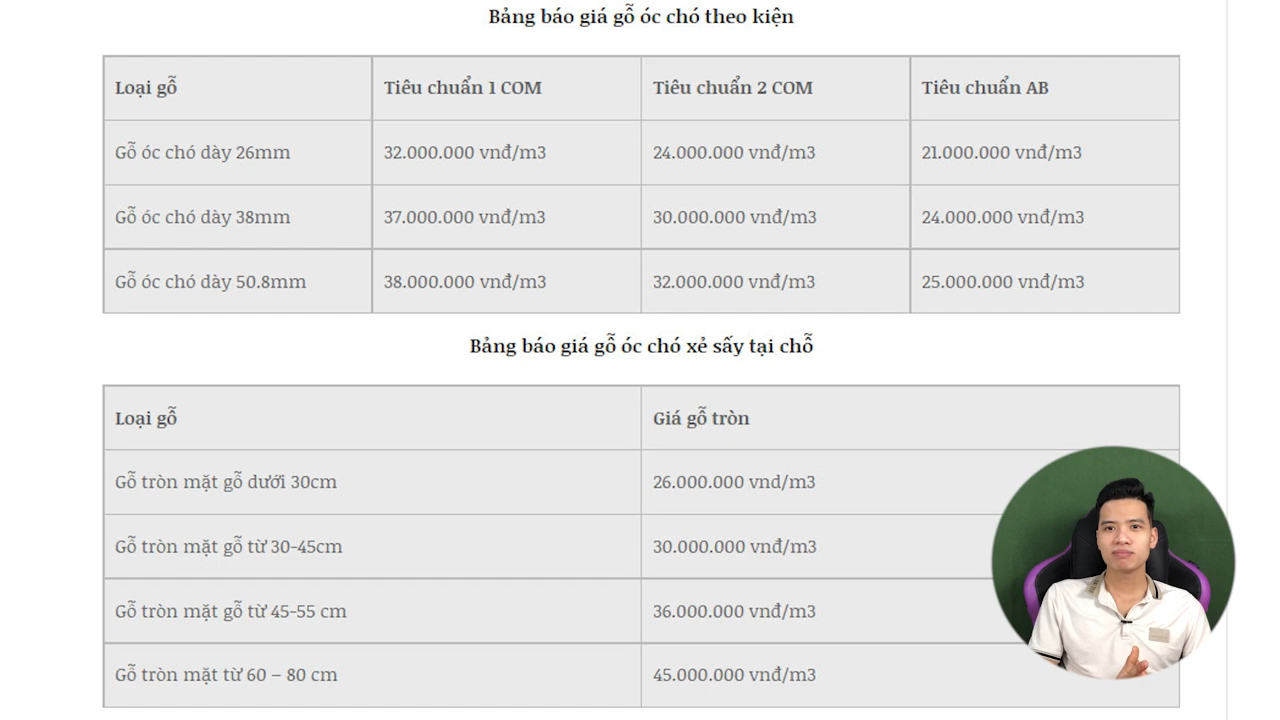 Bảng báo giá gỗ óc chó theo kiện
Loại gỗ Tiêu chuẩn 1 COM Tiêu chuẩn 2 COM Tiêu chuẩn AB
Gỗ óc chó dày 26mm 32.000.000 vnđ/m3 24.000.000 vnđ/m3 21.000.000 vnđ/m3
Gỗ óc chó dày 38mm 37.000.000 vnđ/m3 30.000.000 vnđ/m3 24.000.000 vnđ/m3
Gỗ óc chó dày 50.8mm 38.000.000 vnđ/m3 32.000.000 vnđ/m3 25.000.000 vnđ/m3
Bảng báo giá gỗ óc chó xẻ sấy tại chỗ
Loại gỗ Giá gỗ tròn
Gỗ tròn mặt gỗ dưới 30cm 26.000.000 vnd/m3
Gỗ tròn mặt gỗ từ 30-45cm 30.000.000 vnđ/m3
Gỗ tròn mặt gỗ từ 45-55 cm 36.000.000 vnđ/m3
Gỗ tròn mặt từ 60 – 80 cm 45.000.000 vnđ/m3